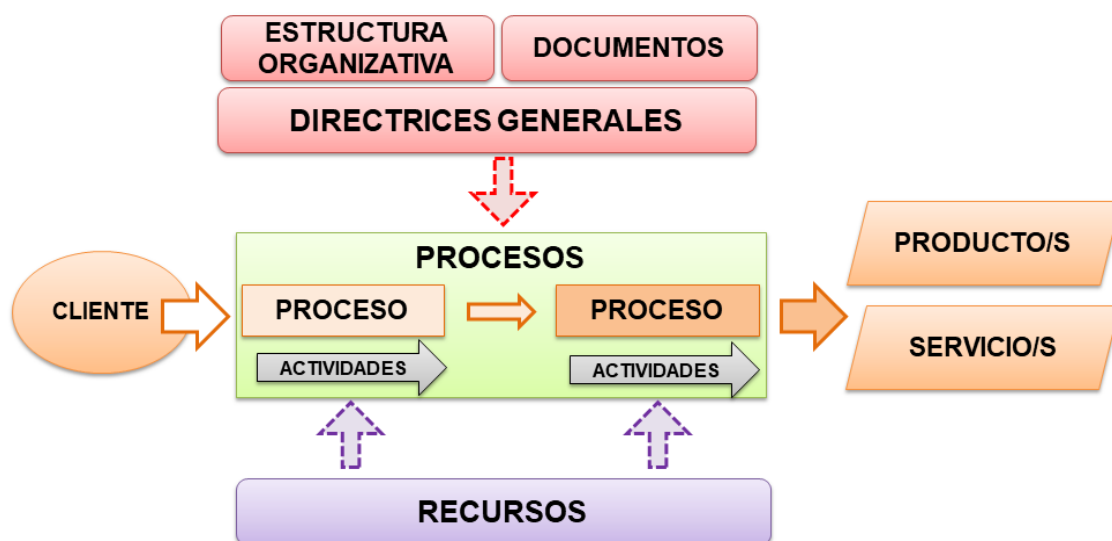 ESTRUCTURA
ORGANIZATIVA
DOCUMENTOS
DIRECTRICES GENERALES
PROCESOS
CLIENTE
PROCESO
PROCESO
ACTIVIDADES
ACTIVIDADES
PRODUCTO/S
SERVICIO/S
RECURSOS